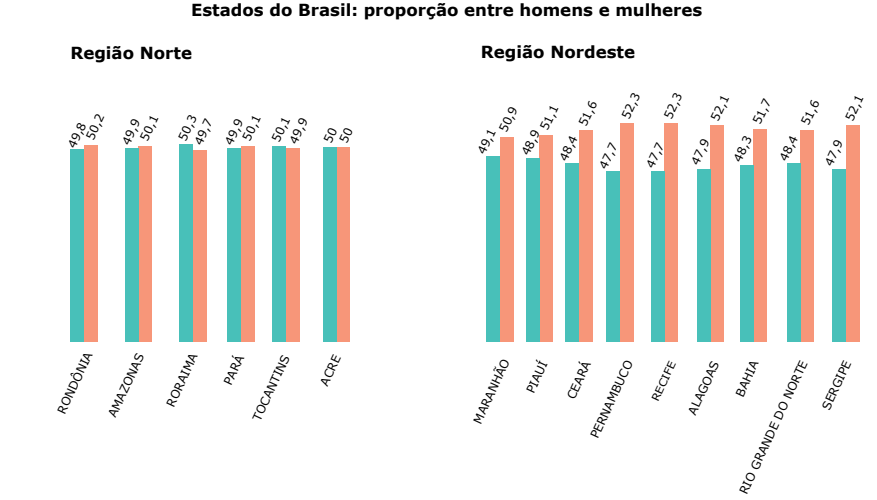 Estados do Brasil: proporção entre homens e mulheres
Região Norte
49,8 50,2
49,9 50,1
50,3 49,7
49,9 50,1
50,1 49,9
50 50
RONDÔNIA
AMAZONAS
RORAIMA
PARÁ
TOCANTINS
ACRE
Região Nordeste
49,1 50,9
48,9 51,1
48,4 51,6
47,7 52,3
47,7 52,3
47,9 52,1
48,3 51,7
48,4 51,6
47,9 52,1
MARANHÃO
PIAUÍ
CEARÁ
PERNAMBUCO
RECIFE
ALAGOAS
BAHIA
RIO GRANDE DO NORTE
SERGIPE